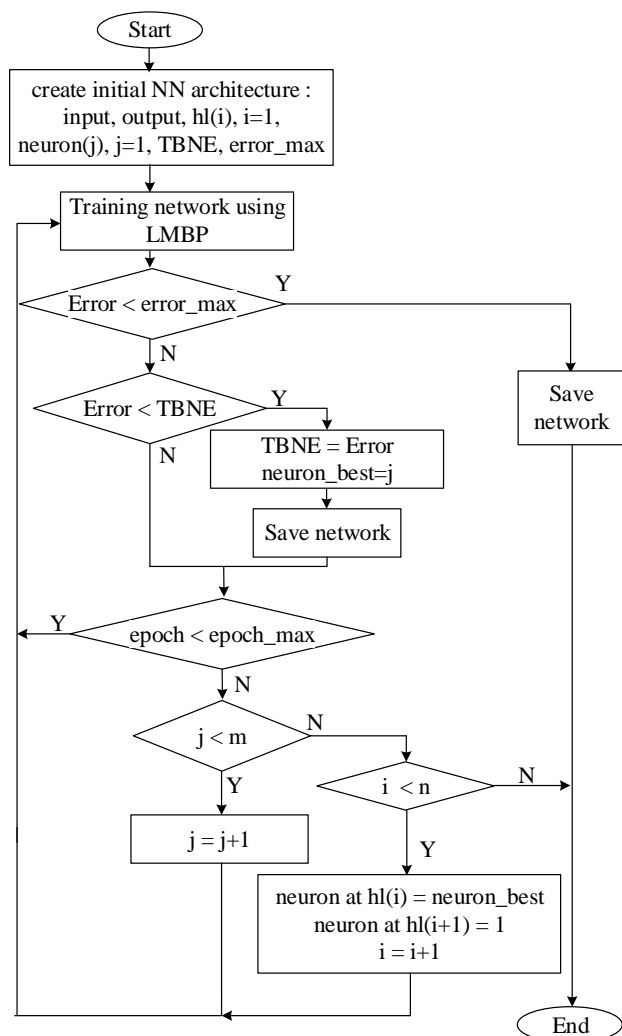 Start
create initial NN architecture :
input, output, hl(i), i=1,
neuron(j), j=1, TBNE, error_max
Training network using
LMBP
Error < error_max
Y
N
Error < TBNE
Y
N
TBNE = Error
neuron_best=j
Save network
Save
network
epoch < epoch_max
Y
N
j < m
N
Y
i < n
N
Y
j = j+1
neuron at hl(i) = neuron_best
neuron at hl(i+1) = 1
i = i+1
End